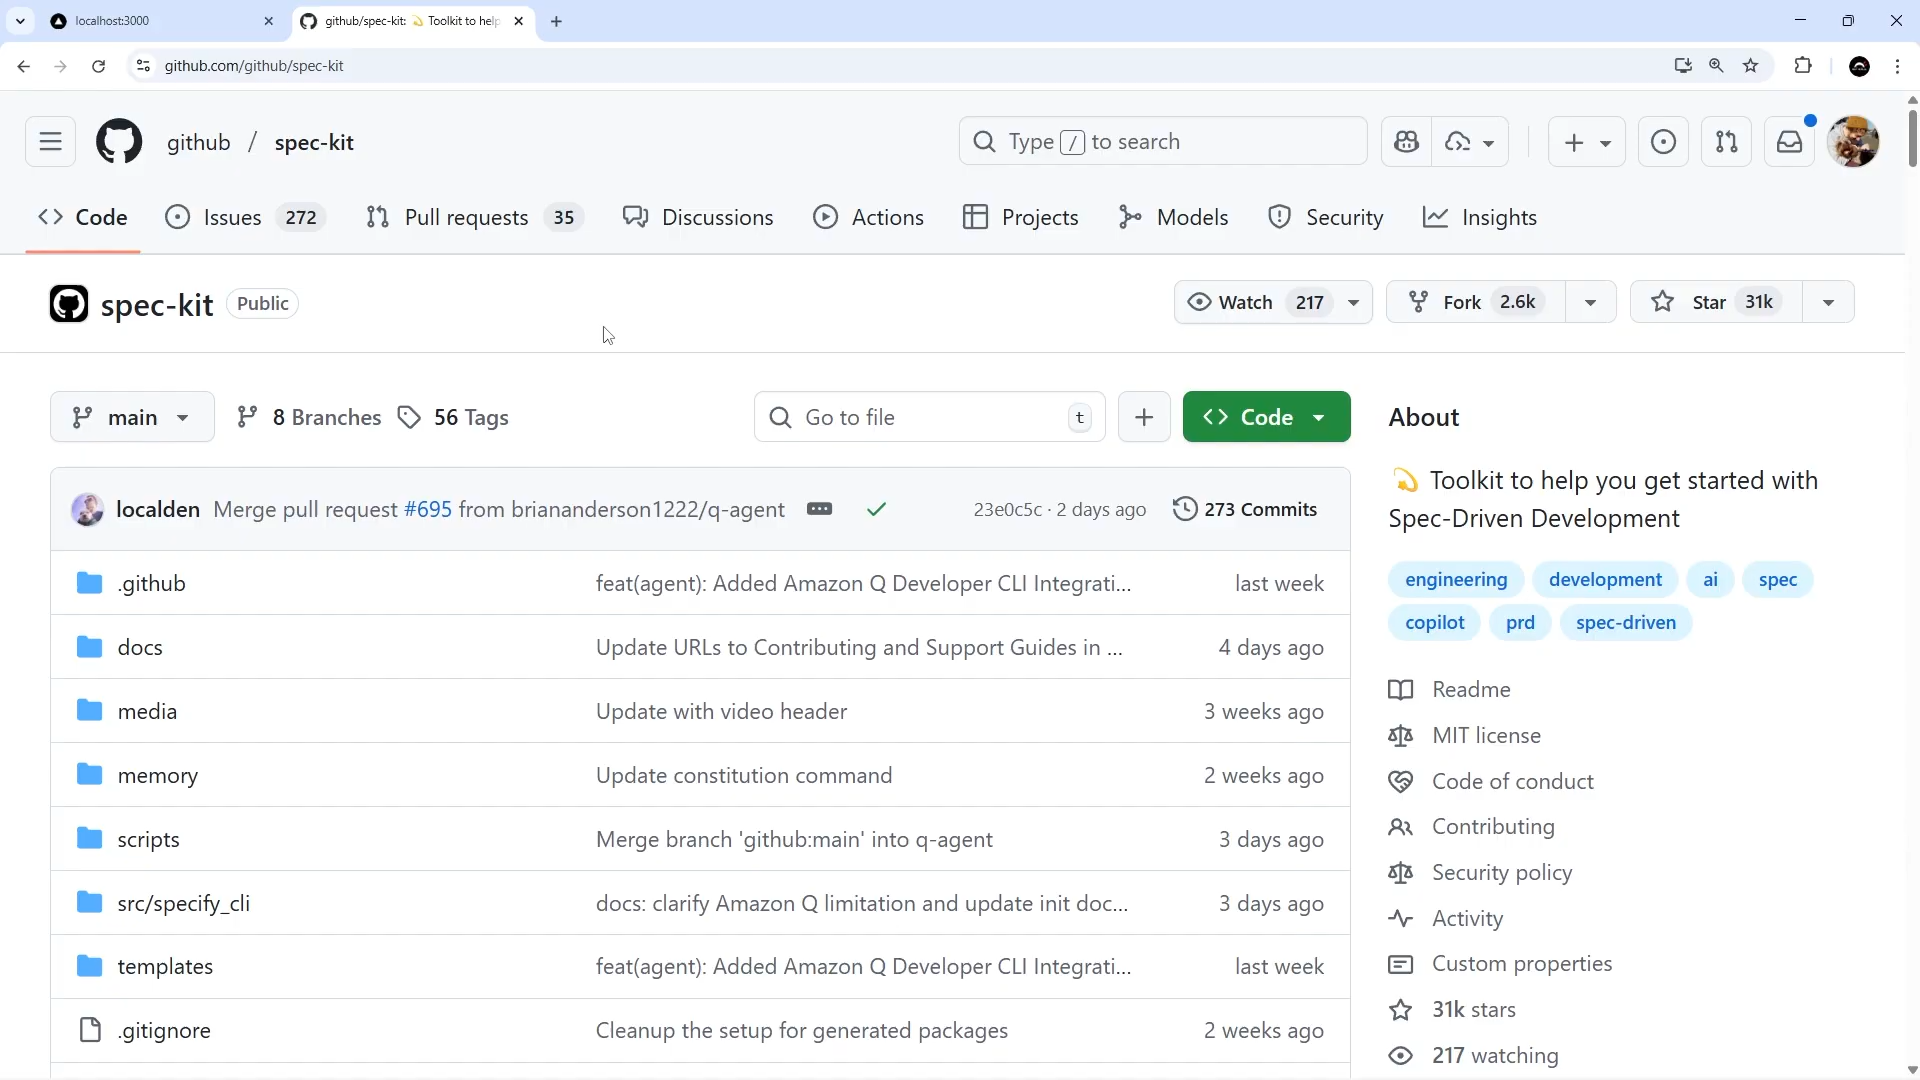 localhost:3000
github/spec-kit: 💫 Toolkit to help
github.com/github/spec-kit
github / spec-kit
Type / to search
Code
Issues 272
Pull requests 35
Discussions
Actions
Projects
Models
Security
Insights
spec-kit Public
Watch 217
Fork 2.6k
Star 31k
main
8 Branches
56 Tags
Go to file t
Code
localden Merge pull request #695 from briananderson1222/q-agent
23e0c5c · 2 days ago
273 Commits
.github feat(agent): Added Amazon Q Developer CLI Integrati... last week
docs Update URLs to Contributing and Support Guides in ... 4 days ago
media Update with video header 3 weeks ago
memory Update constitution command 2 weeks ago
scripts Merge branch 'github:main' into q-agent 3 days ago
src/specify_cli docs: clarify Amazon Q limitation and update init doc... 3 days ago
templates feat(agent): Added Amazon Q Developer CLI Integrati... last week
.gitignore Cleanup the setup for generated packages 2 weeks ago
About
💫 Toolkit to help you get started with
Spec-Driven Development
engineering development ai spec
copilot prd spec-driven
Readme
MIT license
Code of conduct
Contributing
Security policy
Activity
Custom properties
31k stars
217 watching